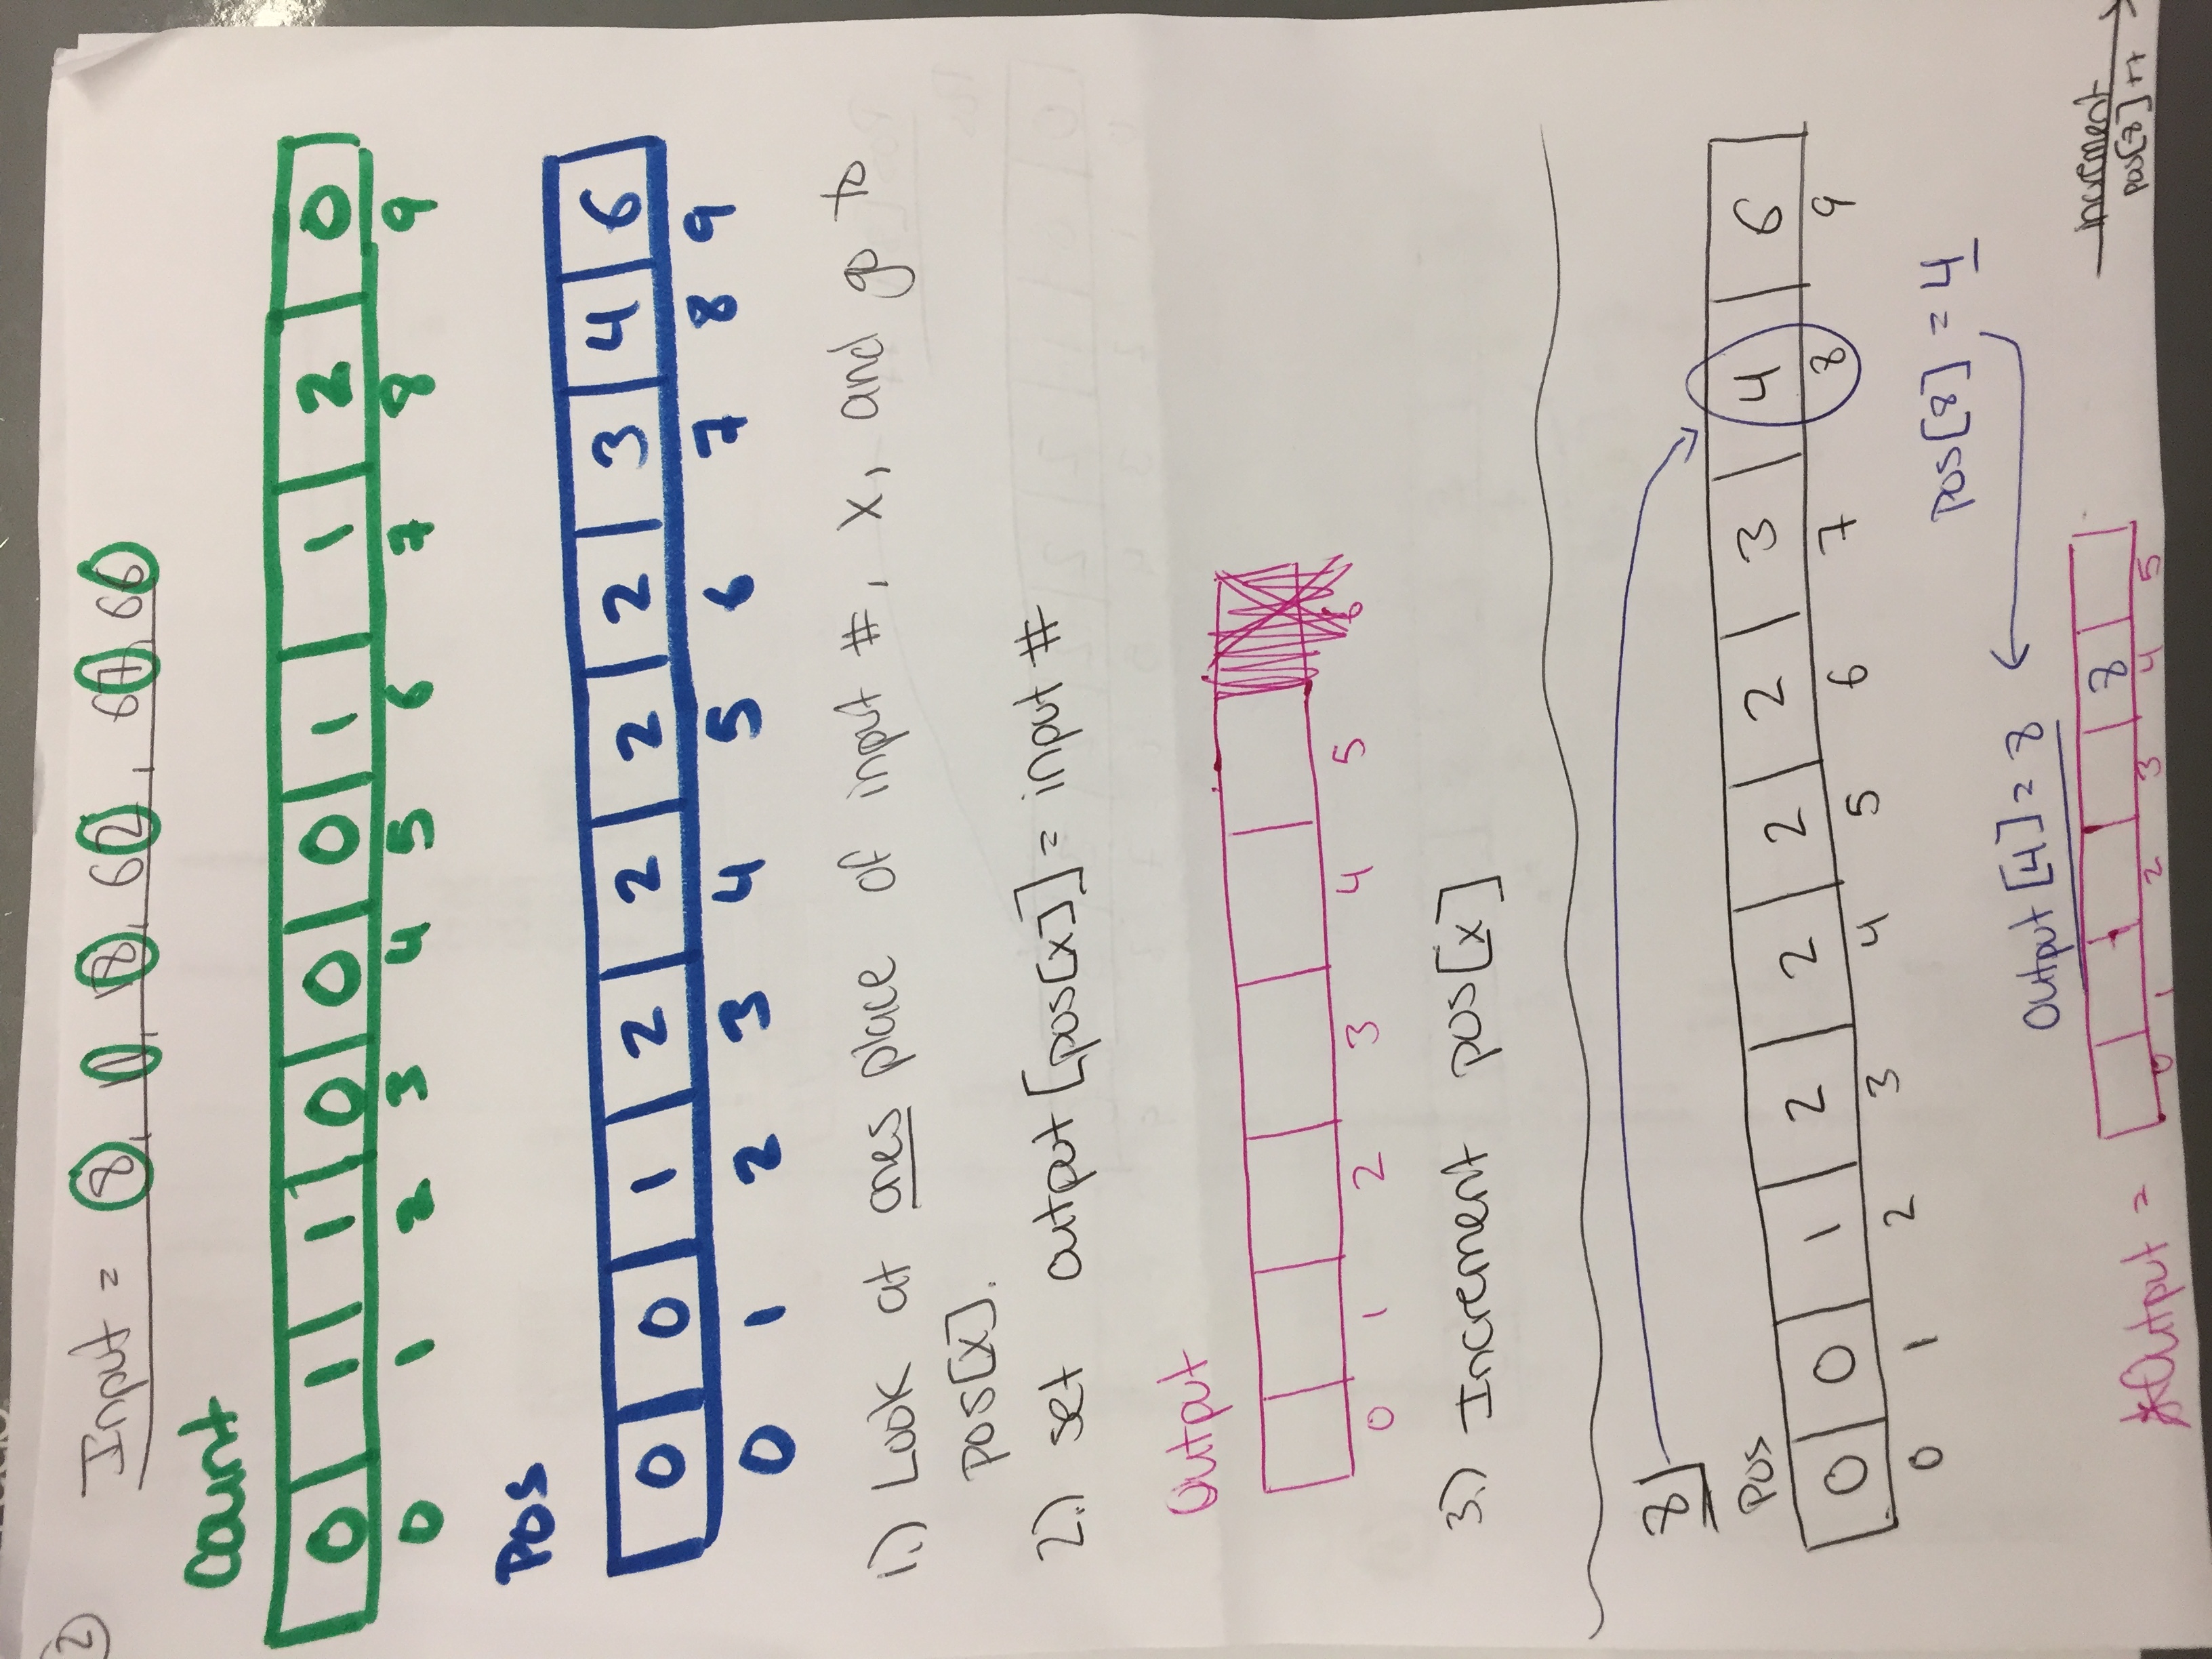 2
Input = 8, 11, 18, 62, 67, 66
Count
0 1 1 0 0 0 1 1 2 0
0 1 2 3 4 5 6 7 8 9
Pos
0 0 1 2 2 2 2 3 4 6
0 1 2 3 4 5 6 7 8 9
1.) Look at ones place of input #, x, and go to
pos[x].
2.) set output[pos[x]] = input #
Output
0 1 2 3 4 5 6
3.) Increment pos[x]
8
Pos
0 0 1 2 2 2 2 3 4 6
0 1 2 3 4 5 6 7 8 9
pos[8] = 4
Output[4] = 8
*Output =
8
0 1 2 3 4 5
increment
pos[8]++